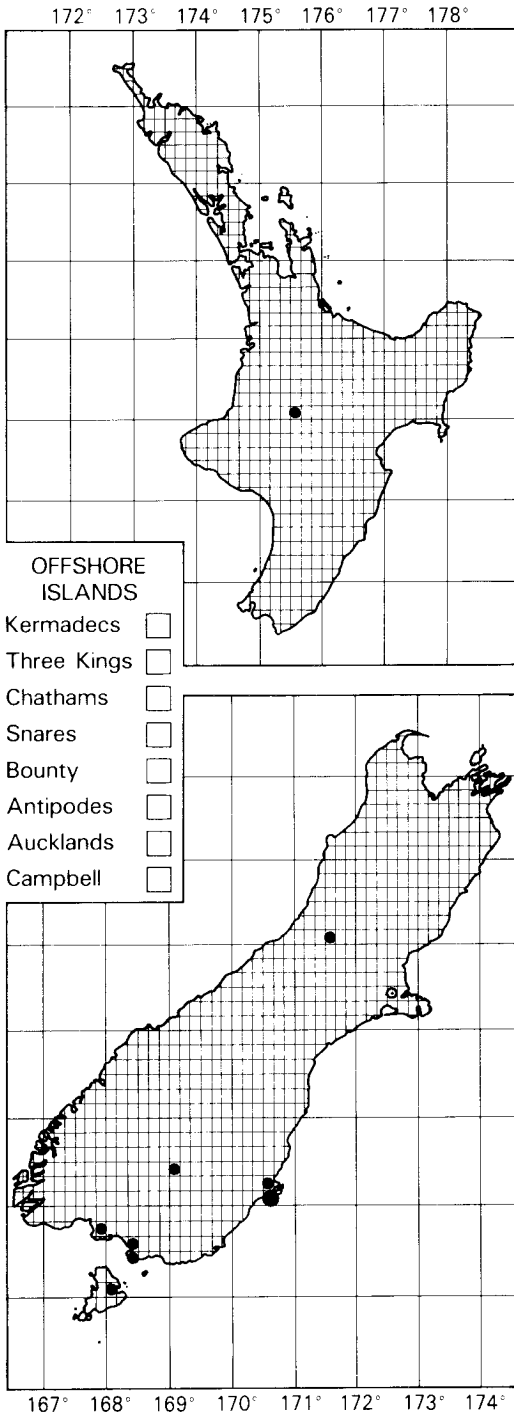 172° 173° 174° 175° 176° 177° 178°
OFFSHORE
ISLANDS
Kermadecs
Three Kings
Chathams
Snares
Bounty
Antipodes
Aucklands
Campbell
167° 168° 169° 170° 171° 172° 173° 174°